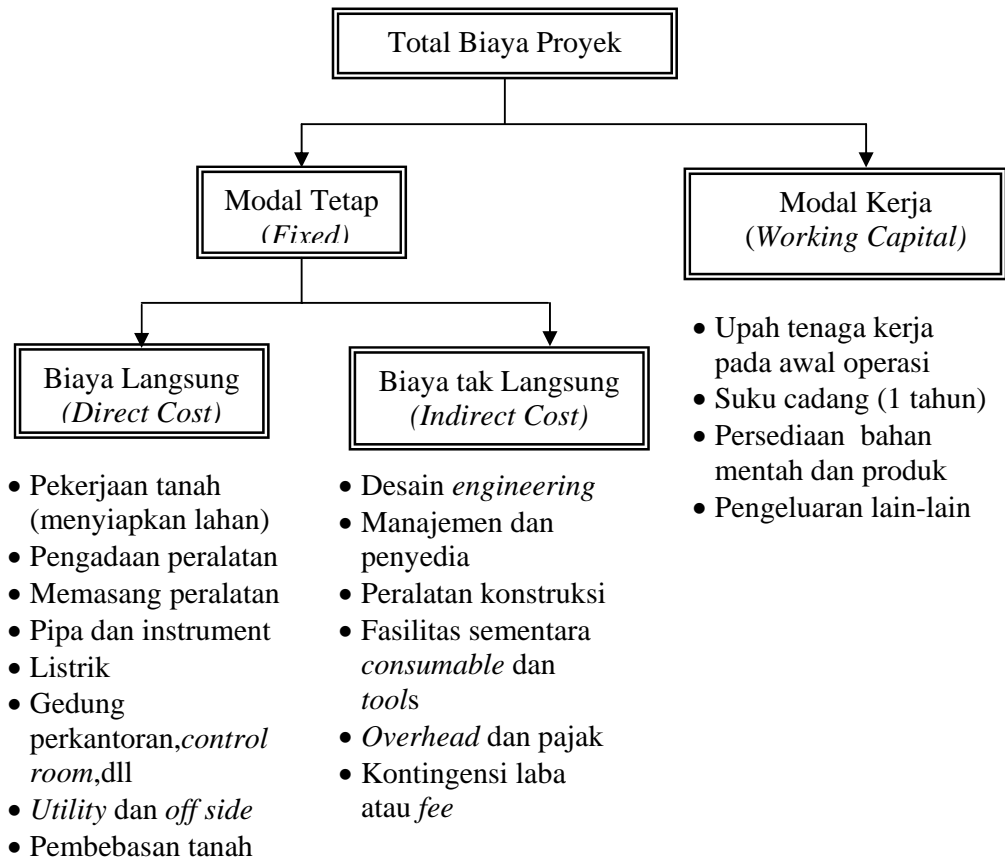 Total Biaya Proyek
Modal Tetap
(Fixed)
Modal Kerja
(Working Capital)
Biaya Langsung
(Direct Cost)
Biaya tak Langsung
(Indirect Cost)
• Upah tenaga kerja
pada awal operasi
• Suku cadang (1 tahun)
• Persediaan bahan
mentah dan produk
• Pengeluaran lain-lain
• Pekerjaan tanah
(menyiapkan lahan)
• Pengadaan peralatan
• Memasang peralatan
• Pipa dan instrument
• Listrik
• Gedung
perkantoran,control
room,dll
• Utility dan off side
• Pembebasan tanah
• Desain engineering
• Manajemen dan
penyedia
• Peralatan konstruksi
• Fasilitas sementara
consumable dan
tools
• Overhead dan pajak
• Kontingensi laba
atau fee